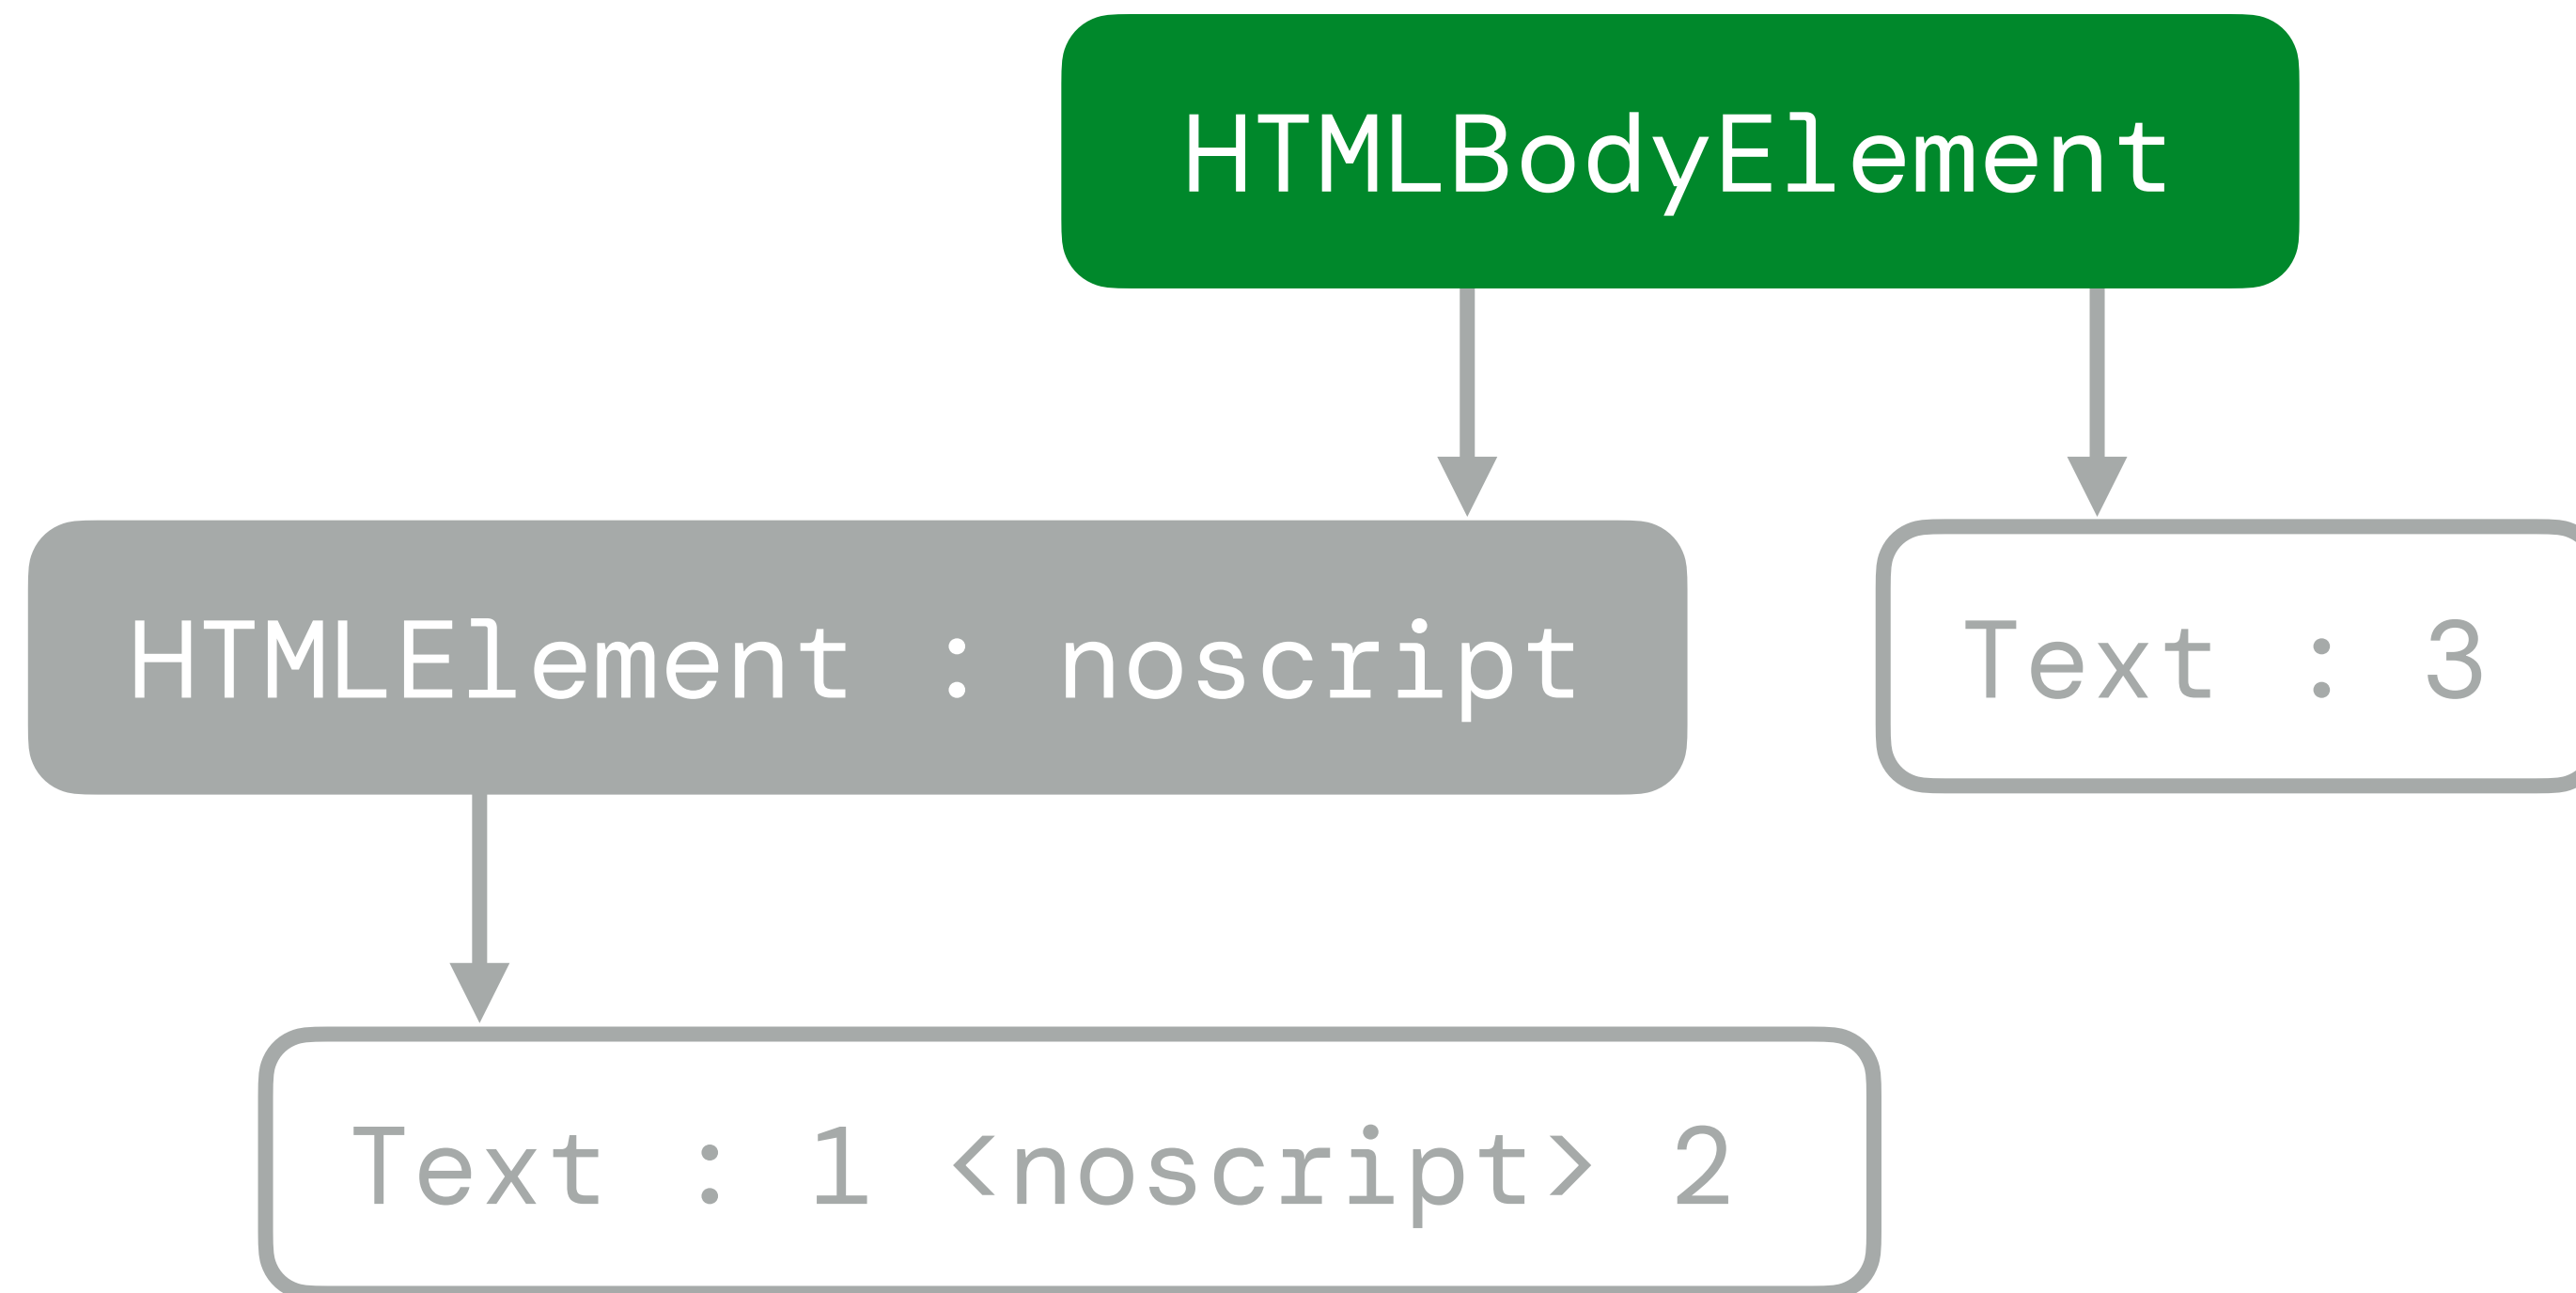 HTMLBodyElement
HTMLElement : noscript
Text : 3
Text : 1 <noscript> 2